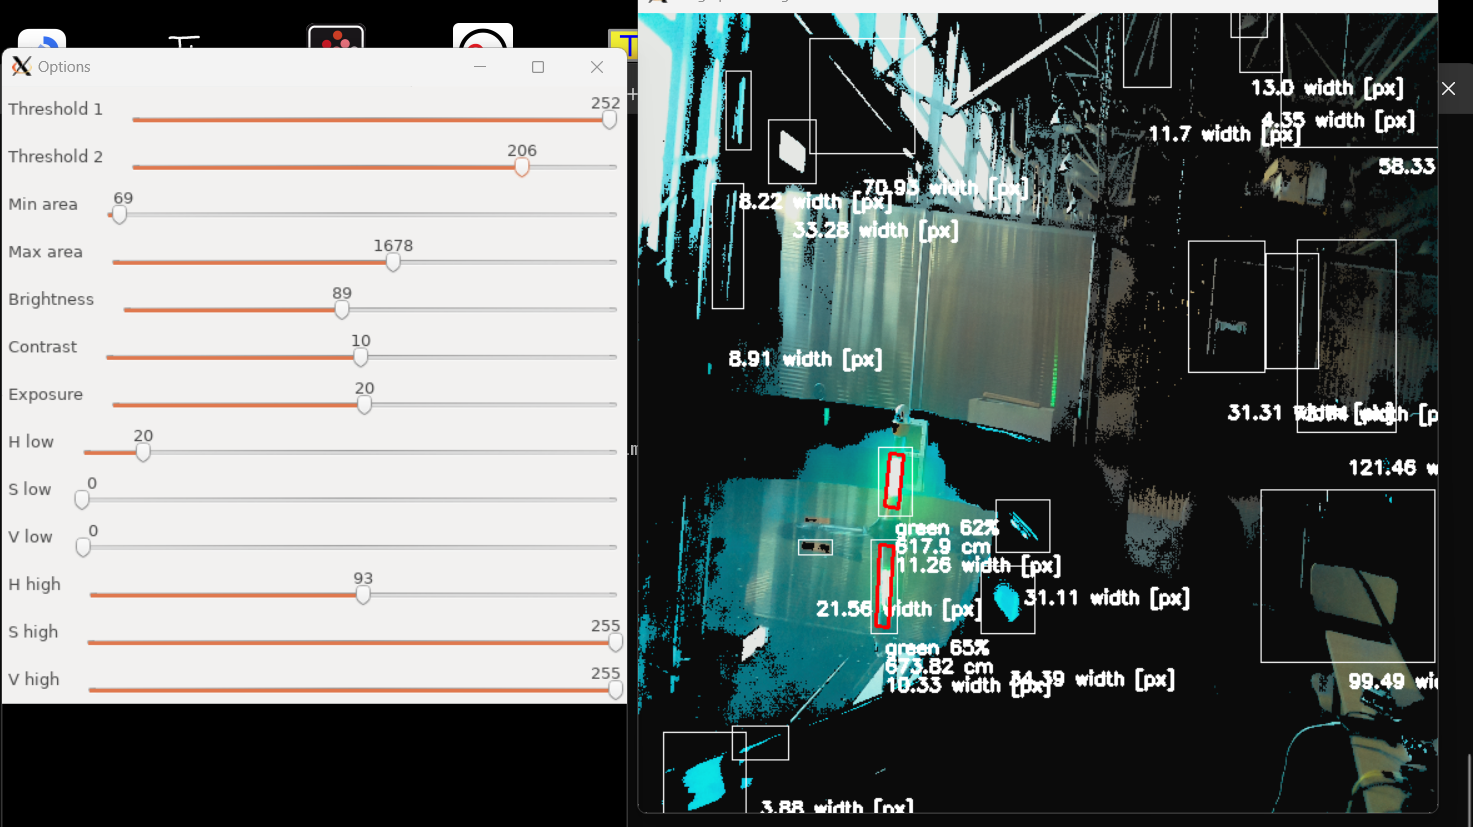 Options
Threshold 1
252
Threshold 2
206
Min area
69
Max area
1678
Brightness
89
Contrast
10
Exposure
20
H low
20
S low
0
V low
0
H high
93
S high
255
V high
255
13.0 width [px]
4.35 width [px]
11.7 width [px]
58.33
70.93 width [px]
8.22 width [px]
33.28 width [px]
8.91 width [px]
31.31
121.46 w
green 62%
617.9 cm
11.26 width [px]
31.11 width [px]
21.56 width [px]
green 65%
673.82 cm
10.33 width [px]
34.39 width [px]
99.49 wi
3.88 width [px]